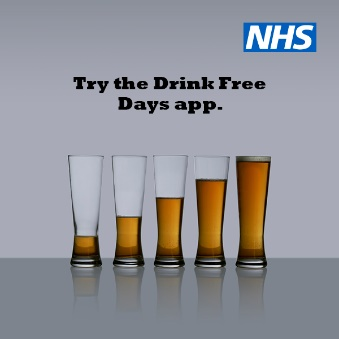 NHS
Try the Drink Free
Days app.